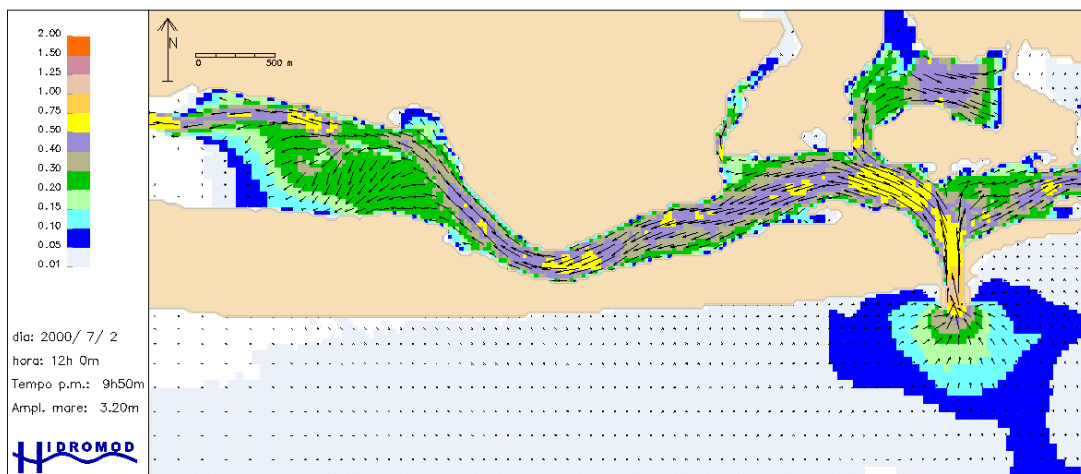 2.00
1.50
1.25
1.00
0.75
0.50
0.40
0.30
0.20
0.15
0.10
0.05
0.01
N
0 500 m
dia: 2000/ 7/ 2
hora: 12h 0m
Tempo p.m.: 9h50m
Ampl. mare: 3.20m
HIDROMOD